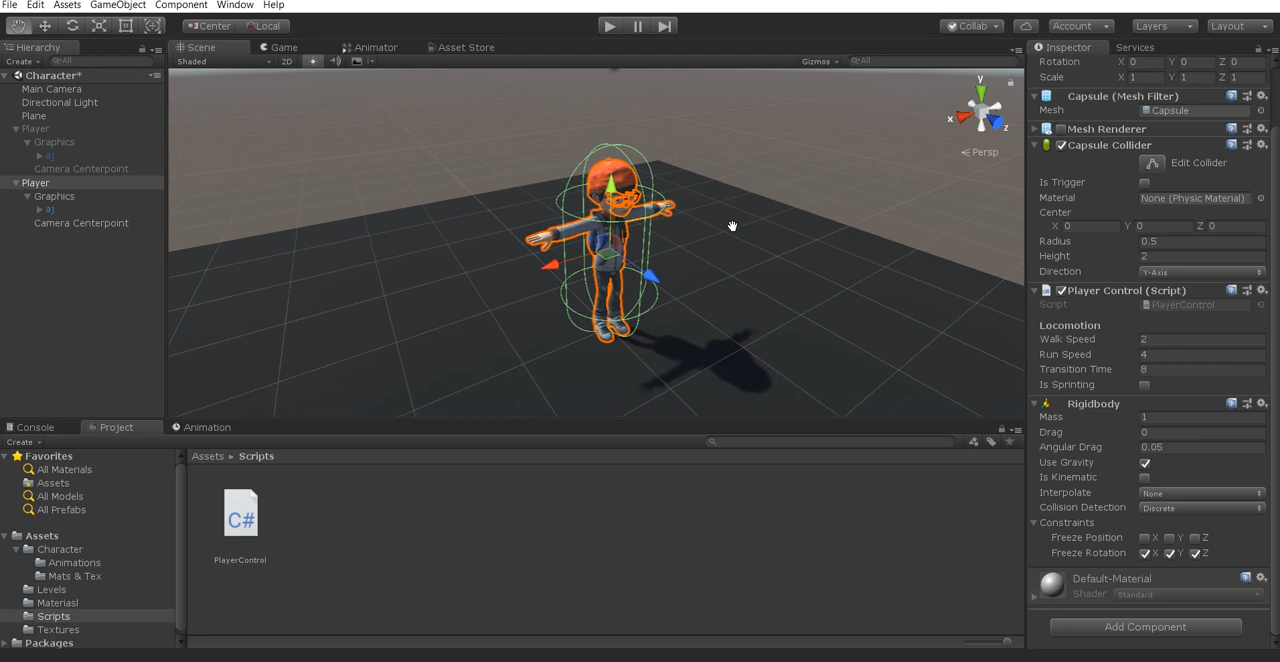 File Edit Assets GameObject Component Window Help
Center Local Collab Account Layers Layout
Hierarchy
Create All
Character*
Main Camera
Directional Light
Plane
Player
Graphics
aj
Camera Centerpoint
Player
Graphics
aj
Camera Centerpoint
Scene Game Animator Asset Store
Shaded 2D Gizmos All
y
x
z
Persp
Inspector Services
Rotation X 0 Y 0 Z 0
Scale X 1 Y 1 Z 1
Capsule (Mesh Filter)
Mesh Capsule
Mesh Renderer
Capsule Collider
Edit Collider
Is Trigger
Material None (Physic Material)
Center
X 0 Y 0 Z 0
Radius 0.5
Height 2
Direction Y-Axis
Player Control (Script)
Script PlayerControl
Locomotion
Walk Speed 2
Run Speed 4
Transition Time 8
Is Sprinting
Rigidbody
Mass 1
Drag 0
Angular Drag 0.05
Use Gravity
Is Kinematic
Interpolate None
Collision Detection Discrete
Constraints
Freeze Position X Y Z
Freeze Rotation X Y Z
Default-Material
Shader Standard
Add Component
Console Project Animation
Create
Favorites
All Materials
Assets
All Models
All Prefabs
Assets
Character
Animations
Mats & Tex
Levels
Materiasl
Scripts
Textures
Packages
Assets ▸ Scripts
C#
PlayerControl